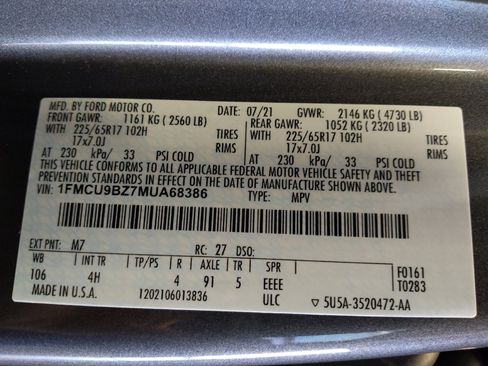 MFD. BY FORD MOTOR CO. DATE: 07/21 GVWR: 2146 KG ( 4730 LB)
FRONT GAWR: 1161 KG ( 2560 LB) REAR GAWR: 1052 KG ( 2320 LB)
WITH 225/65R17 102H TIRES WITH 225/65R17 102H TIRES
17x7.0J RIMS 17x7.0J RIMS
AT 230 kPa/ 33 PSI COLD AT 230 kPa/ 33 PSI COLD
THIS VEHICLE CONFORMS TO ALL APPLICABLE FEDERAL MOTOR VEHICLE SAFETY AND THEFT
PREVENTION STANDARDS IN EFFECT ON THE DATE OF MANUFACTURE SHOWN ABOVE.
VIN: 1FMCU9BZ7MUA68386 TYPE: MPV
EXT PNT: M7 RC: 27 DSO:
WB INT TR TP/PS R AXLE TR SPR F0161
106 4H 4 91 5 EEEE T0283
MADE IN U.S.A. 1202106013836 ULC ▽ 5U5A-3520472-AA